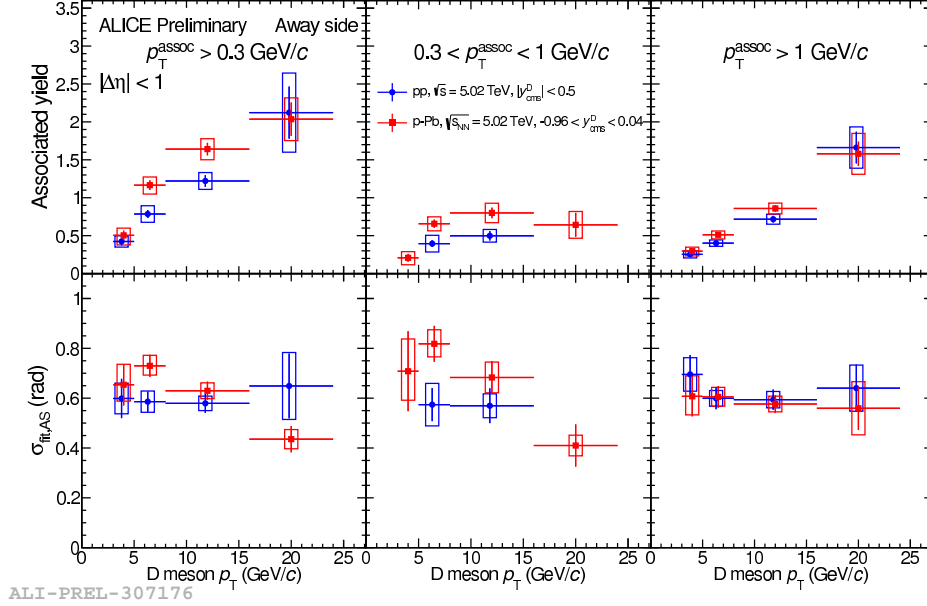 ALICE Preliminary Away side
p_T^assoc > 0.3 GeV/c
|Δη| < 1
0.3 < p_T^assoc < 1 GeV/c
pp, √s = 5.02 TeV, |y_cms^D| < 0.5
p-Pb, √s_NN = 5.02 TeV, -0.96 < y_cms^D < 0.04
p_T^assoc > 1 GeV/c
Associated yield
3.5
3
2.5
2
1.5
1
0.5
0
σ_fit,AS (rad)
1
0.8
0.6
0.4
0.2
0
0 5 10 15 20 25
5 10 15 20 25
5 10 15 20 25
D meson p_T (GeV/c)
D meson p_T (GeV/c)
D meson p_T (GeV/c)
ALI-PREL-307176